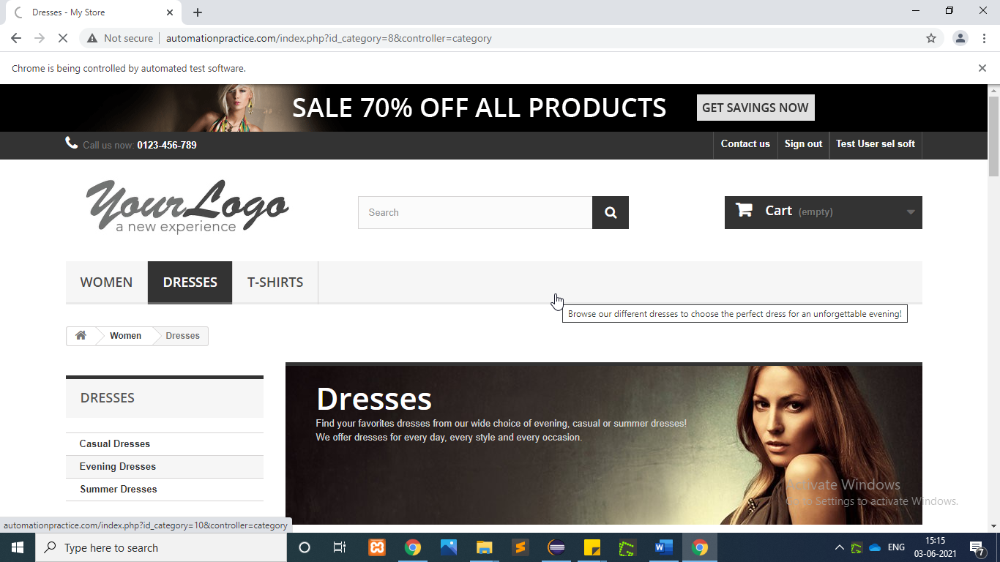 Dresses - My Store
Not secure automationpractice.com/index.php?id_category=8&controller=category
Chrome is being controlled by automated test software.
SALE 70% OFF ALL PRODUCTS GET SAVINGS NOW
Call us now: 0123-456-789 Contact us Sign out Test User sel soft
YourLogo
a new experience
Search
Cart (empty)
WOMEN DRESSES T-SHIRTS
Browse our different dresses to choose the perfect dress for an unforgettable evening!
Women Dresses
DRESSES
Casual Dresses
Evening Dresses
Summer Dresses
Dresses
Find your favorites dresses from our wide choice of evening, casual or summer dresses!
We offer dresses for every day, every style and every occasion.
Activate Windows
Go to Settings to activate Windows.
automationpractice.com/index.php?id_category=10&controller=category
Type here to search
ENG
15:15
03-06-2021
7